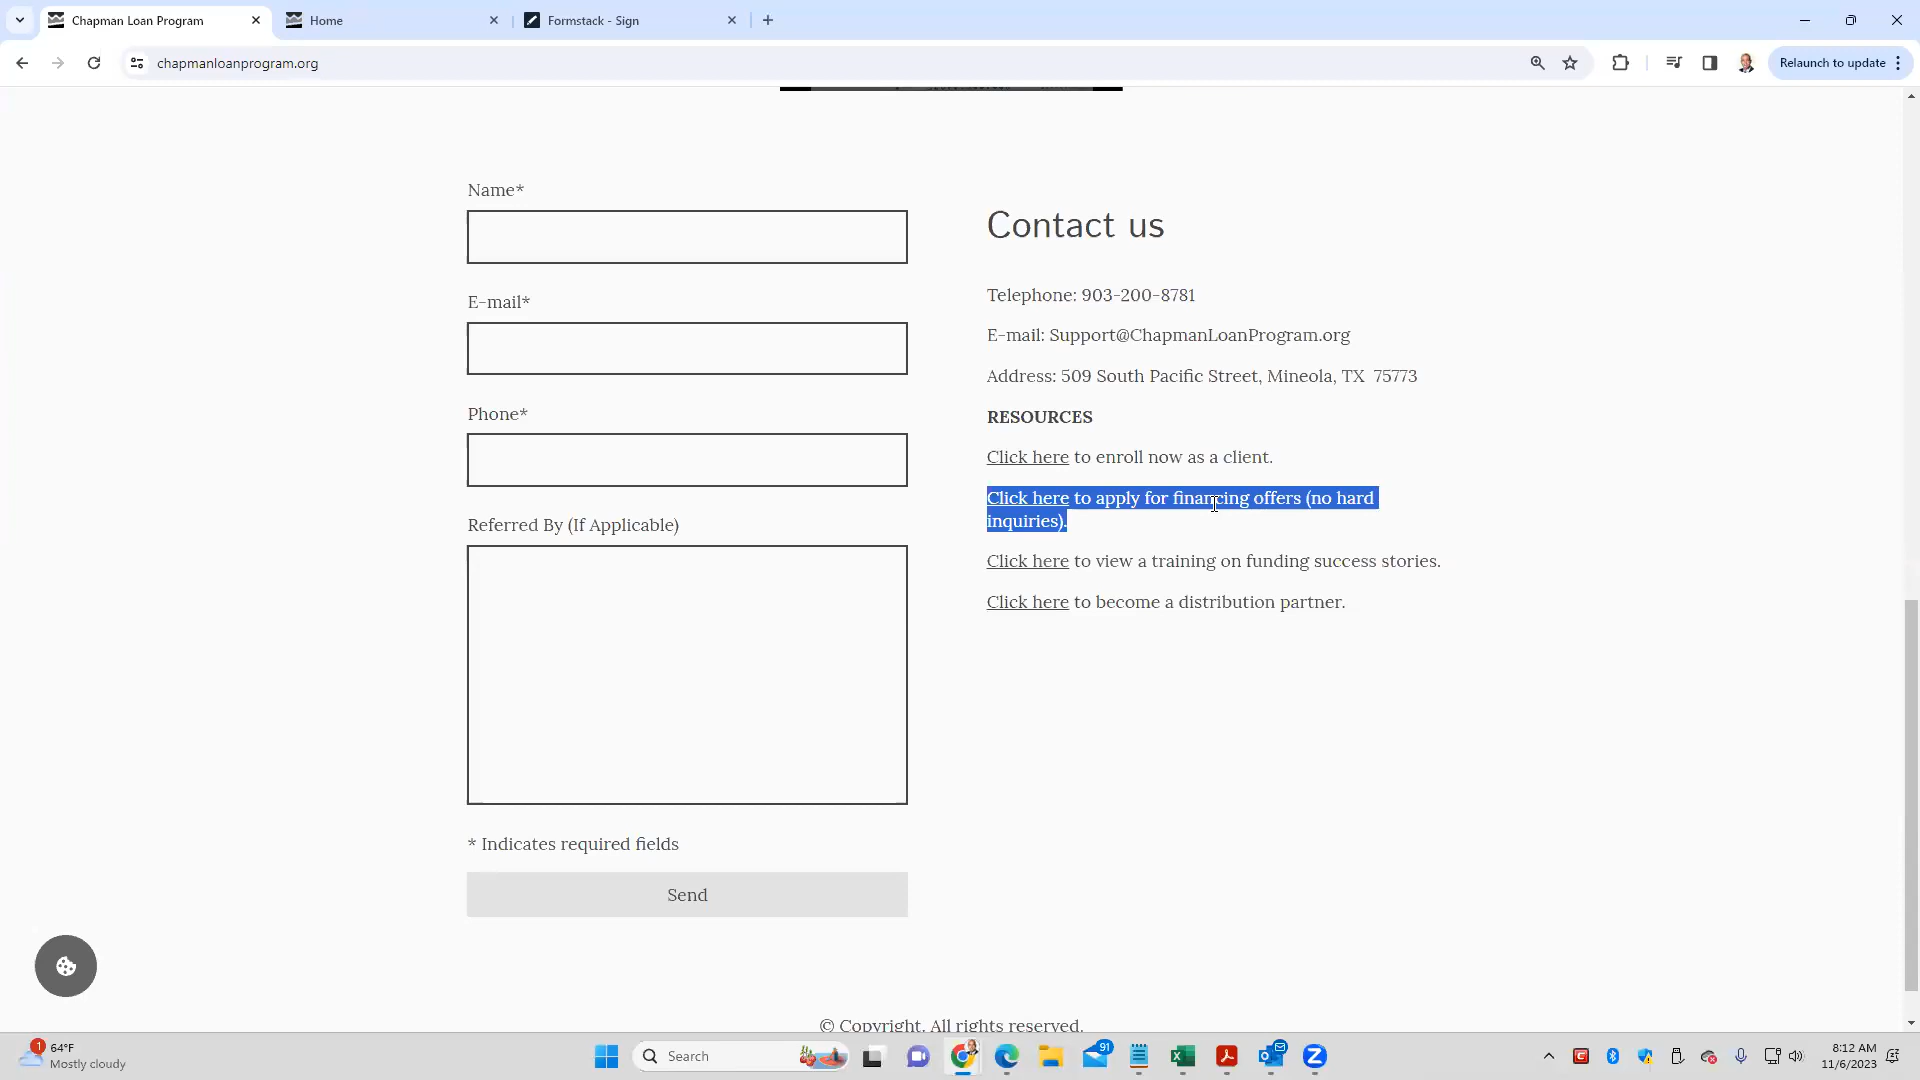 Chapman Loan Program
Home
Formstack - Sign
chapmanloanprogram.org
Relaunch to update
Name*
E-mail*
Phone*
Referred By (If Applicable)
* Indicates required fields
Send
Contact us
Telephone: 903-200-8781
E-mail: Support@ChapmanLoanProgram.org
Address: 509 South Pacific Street, Mineola, TX 75773
RESOURCES
Click here to enroll now as a client.
Click here to apply for financing offers (no hard
inquiries).
Click here to view a training on funding success stories.
Click here to become a distribution partner.
© Copyright. All rights reserved.
1
64°F
Mostly cloudy
Search
91
8:12 AM
11/6/2023